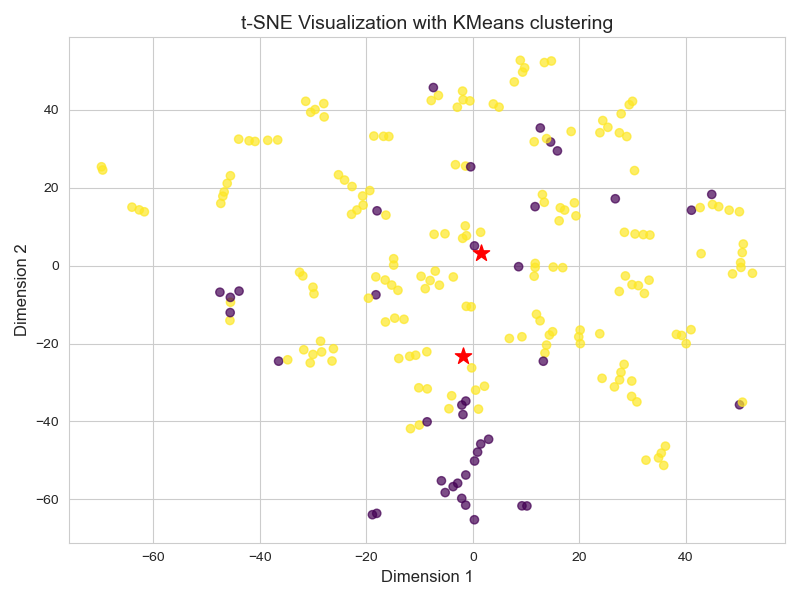 t-SNE Visualization with KMeans clustering
40
20
0
−20
−40
−60
Dimension 2
−60 −40 −20 0 20 40
Dimension 1